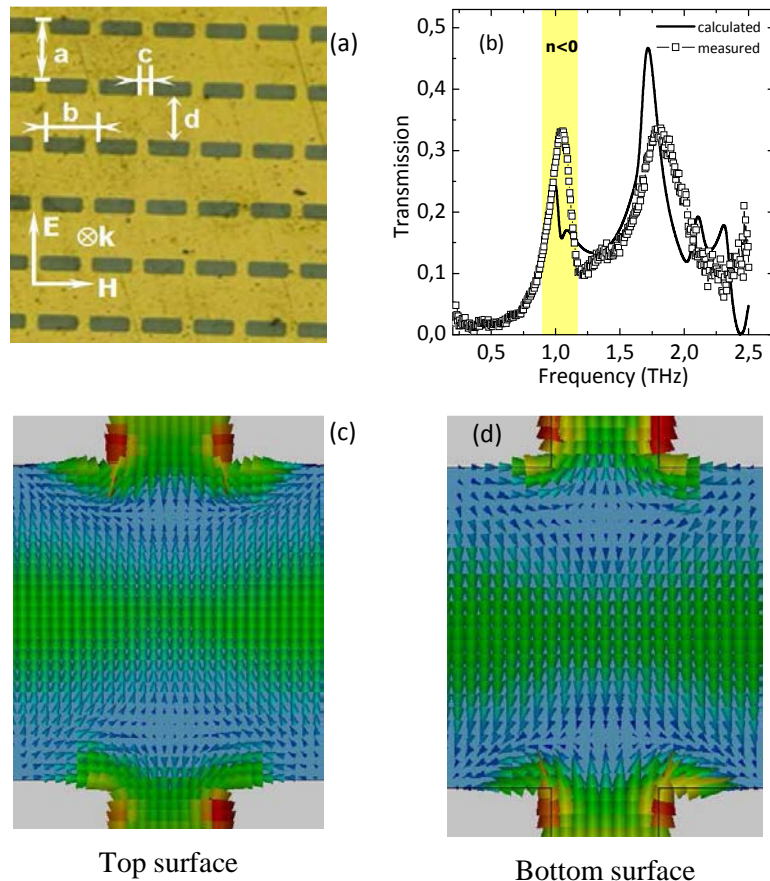 (a)
a
c
b
d
E
k
H
(b)
n<0
calculated
measured
Transmission
0,5
0,4
0,3
0,2
0,1
0,0
0,5 1,0 1,5 2,0 2,5
Frequency (THz)
(c)
(d)
Top surface
Bottom surface